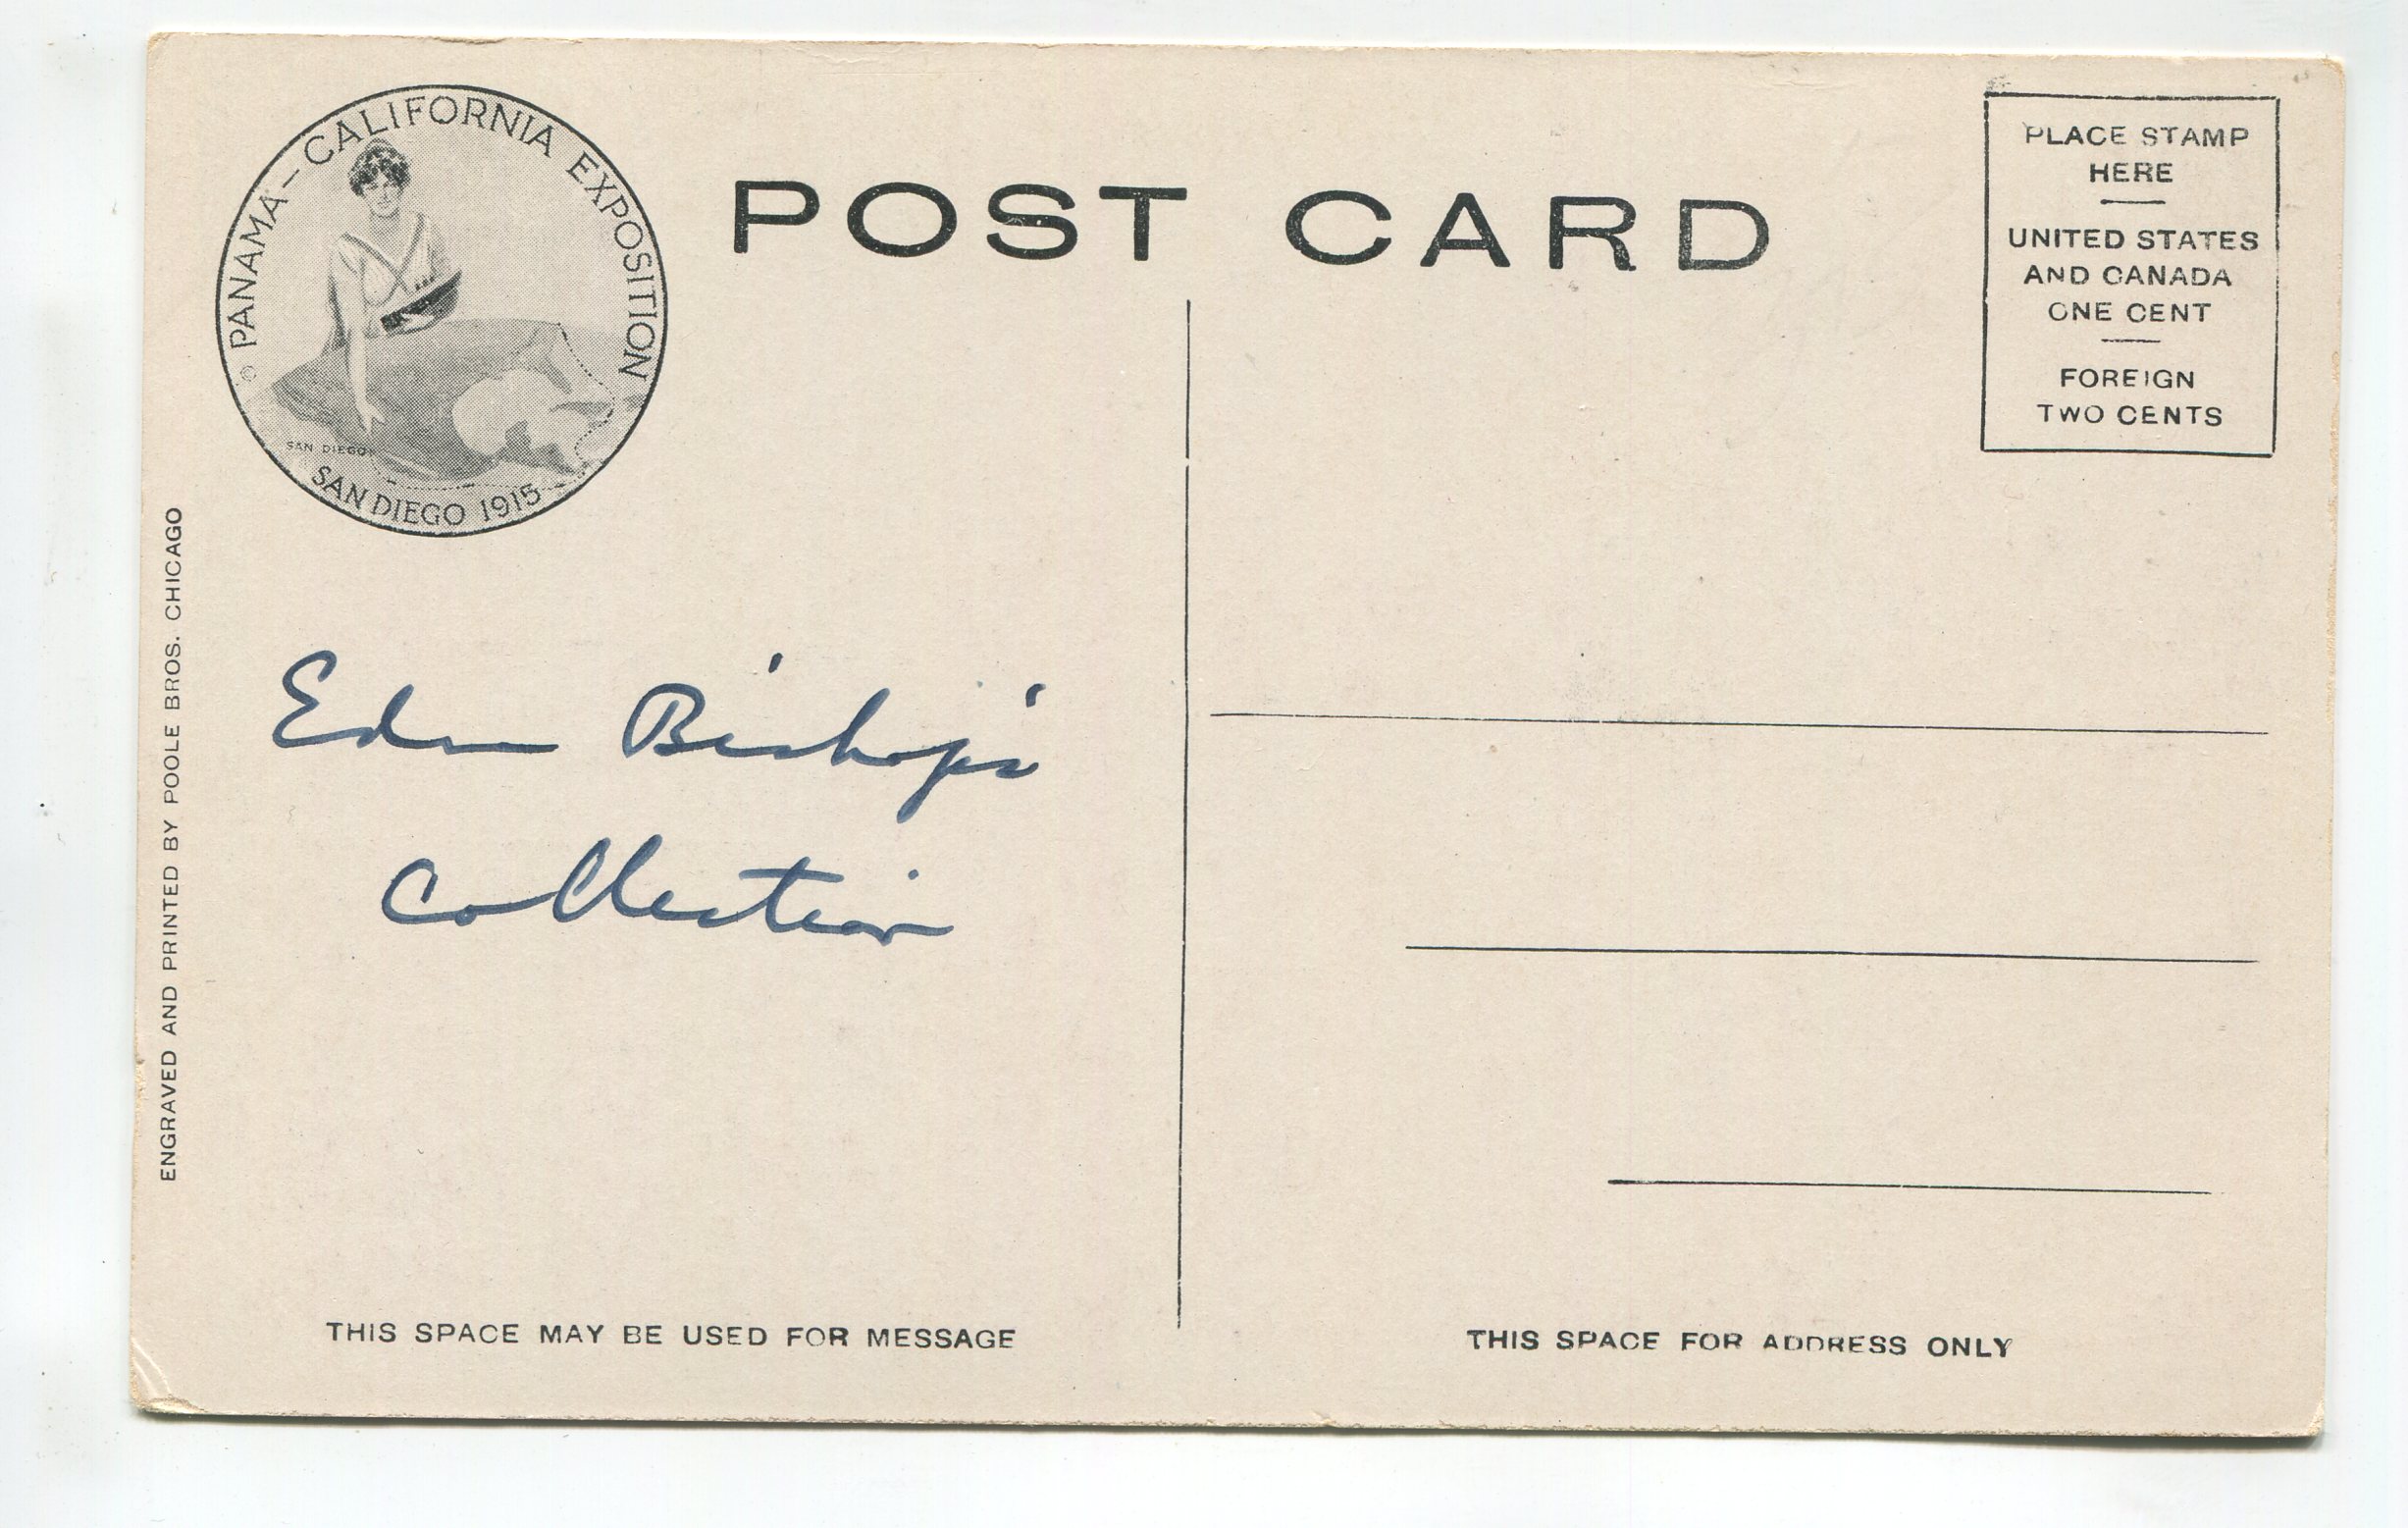 © PANAMA-CALIFORNIA EXPOSITION
SAN DIEGO
SAN DIEGO 1915
POST CARD
PLACE STAMP
HERE
UNITED STATES
AND CANADA
ONE CENT
FOREIGN
TWO CENTS
ENGRAVED AND PRINTED BY POOLE BROS. CHICAGO
Edna Bishop's
Collection
THIS SPACE MAY BE USED FOR MESSAGE
THIS SPACE FOR ADDRESS ONLY